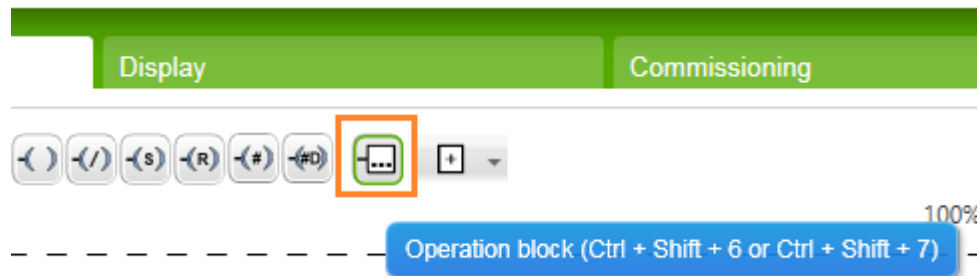 Display Commissioning
( ) (/) (S) (R) (#) (#D) ... +
100%
Operation block (Ctrl + Shift + 6 or Ctrl + Shift + 7)